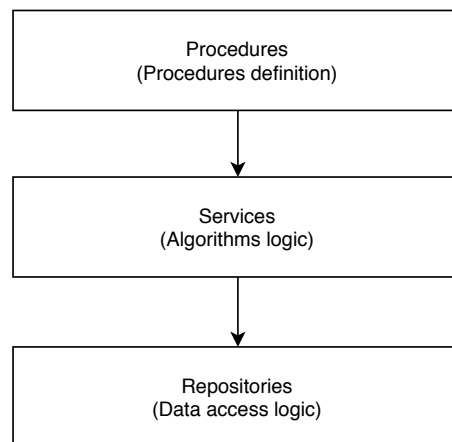 Procedures
(Procedures definition)
Services
(Algorithms logic)
Repositories
(Data access logic)